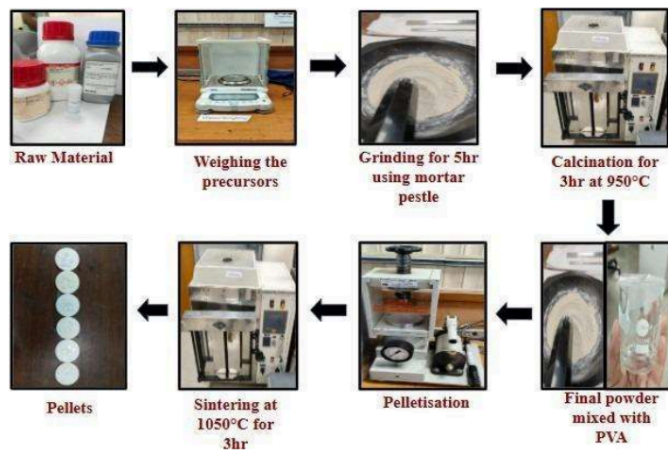 Raw Material
Weighing the
precursors
Grinding for 5hr
using mortar
pestle
Calcination for
3hr at 950°C
Final powder
mixed with
PVA
Pelletisation
Sintering at
1050°C for
3hr
Pellets